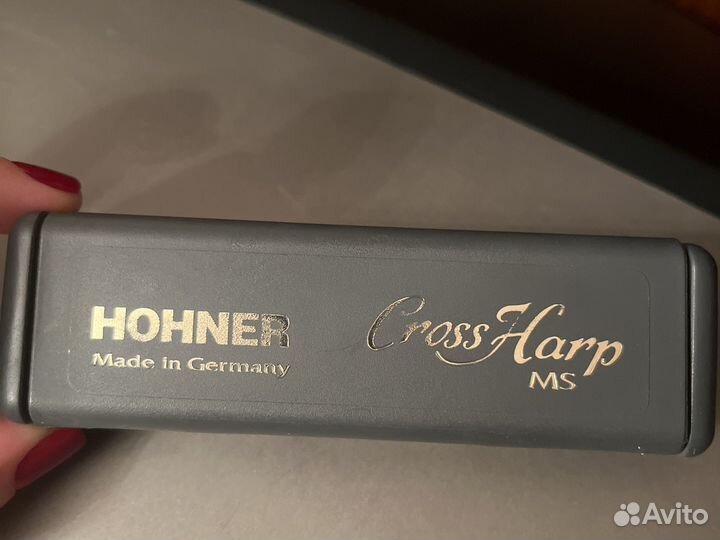 HOHNER
Made in Germany
Cross Harp
MS
Avito